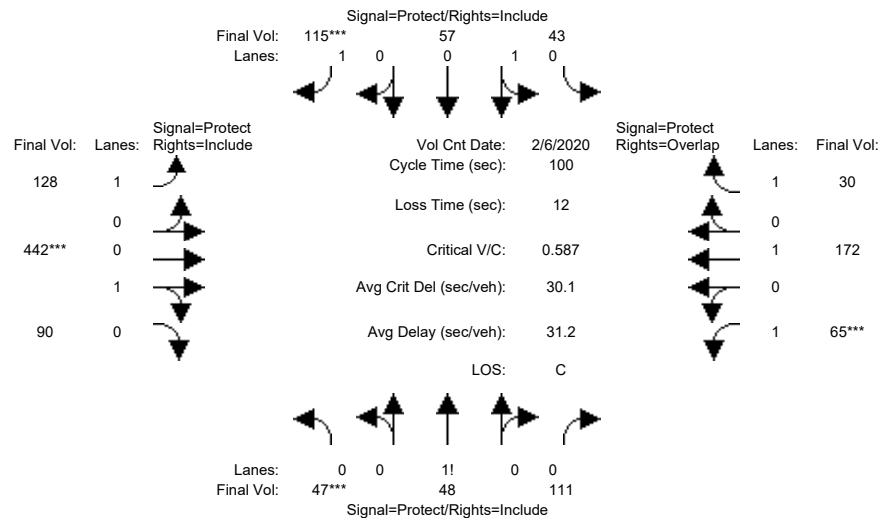 Signal=Protect/Rights=Include
Final Vol: 115*** 57 43
Lanes: 1 0 0 1 0
Signal=Protect
Final Vol: Lanes: Rights=Include
Vol Cnt Date: 2/6/2020
Signal=Protect
Rights=Overlap Lanes: Final Vol:
Cycle Time (sec): 100
128 1
1 30
Loss Time (sec): 12
0
0
442*** 0
Critical V/C: 0.587
1 172
1
Avg Crit Del (sec/veh): 30.1
0
90 0
Avg Delay (sec/veh): 31.2
1 65***
LOS: C
Lanes: 0 0 1! 0 0
Final Vol: 47*** 48 111
Signal=Protect/Rights=Include